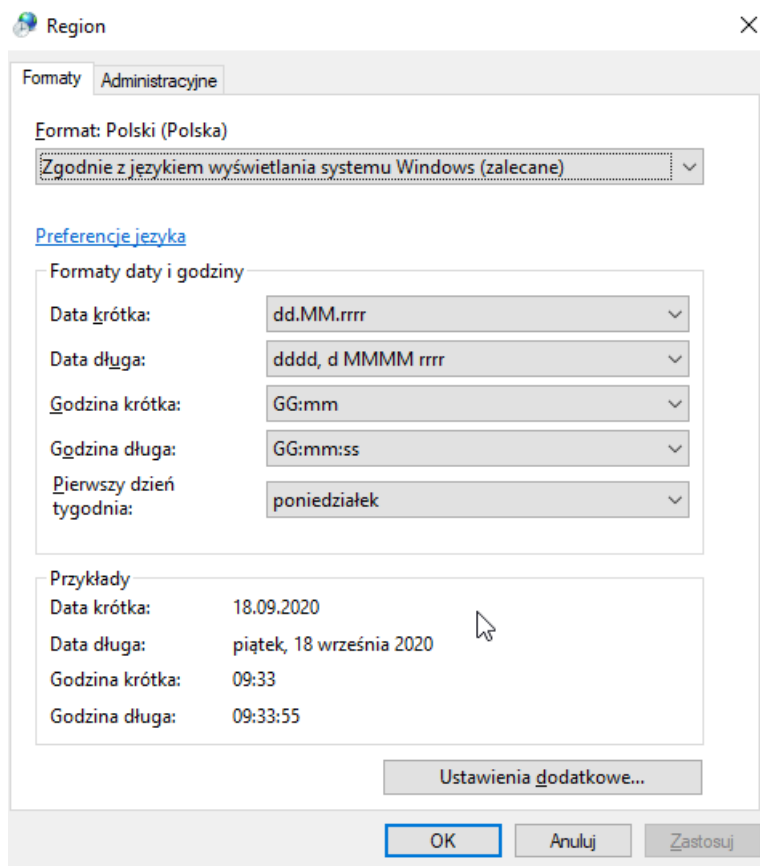 Region
Formaty Administracyjne
Format: Polski (Polska)
Zgodnie z językiem wyświetlania systemu Windows (zalecane)
Preferencje języka
Formaty daty i godziny
Data krótka: dd.MM.rrrr
Data długa: dddd, d MMMM rrrr
Godzina krótka: GG:mm
Godzina długa: GG:mm:ss
Pierwszy dzień
tygodnia: poniedziałek
Przykłady
Data krótka: 18.09.2020
Data długa: piątek, 18 września 2020
Godzina krótka: 09:33
Godzina długa: 09:33:55
Ustawienia dodatkowe...
OK Anuluj Zastosuj